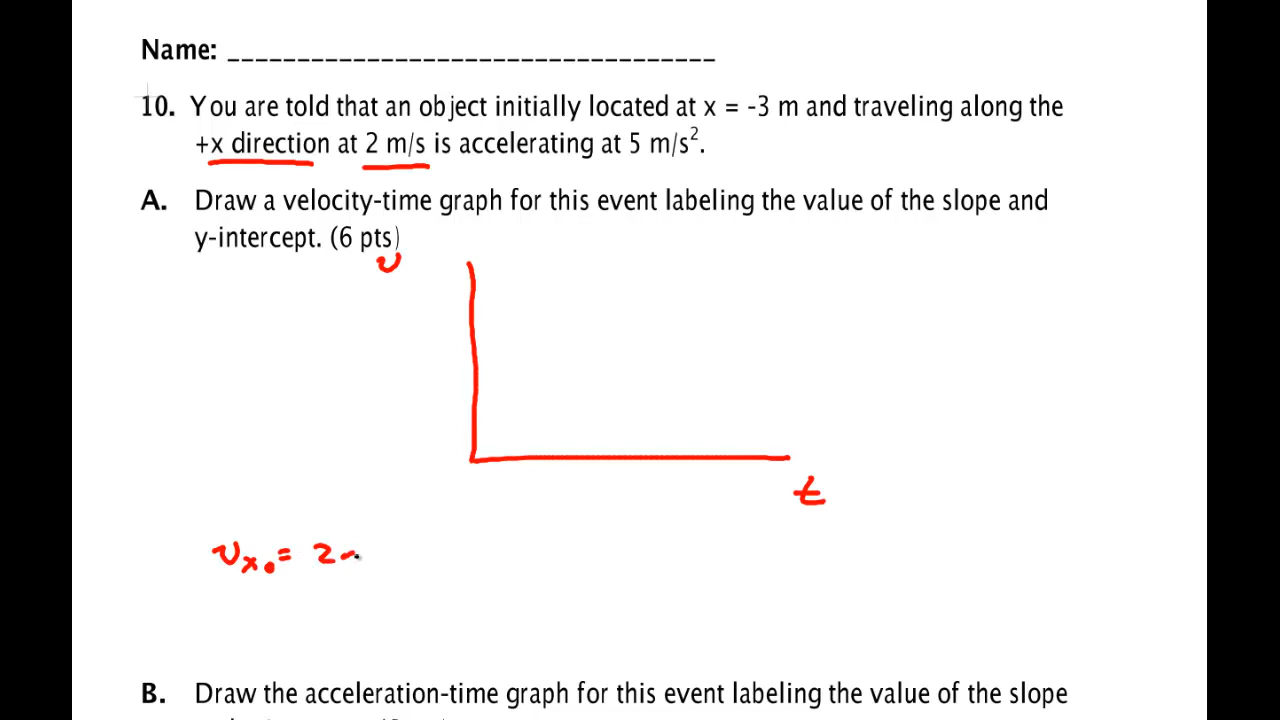 Name: ___________________________________
10. You are told that an object initially located at x = -3 m and traveling along the
+x direction at 2 m/s is accelerating at 5 m/s².
A. Draw a velocity-time graph for this event labeling the value of the slope and
y-intercept. (6 pts)
v
t
vx₀ = 2
B. Draw the acceleration-time graph for this event labeling the value of the slope